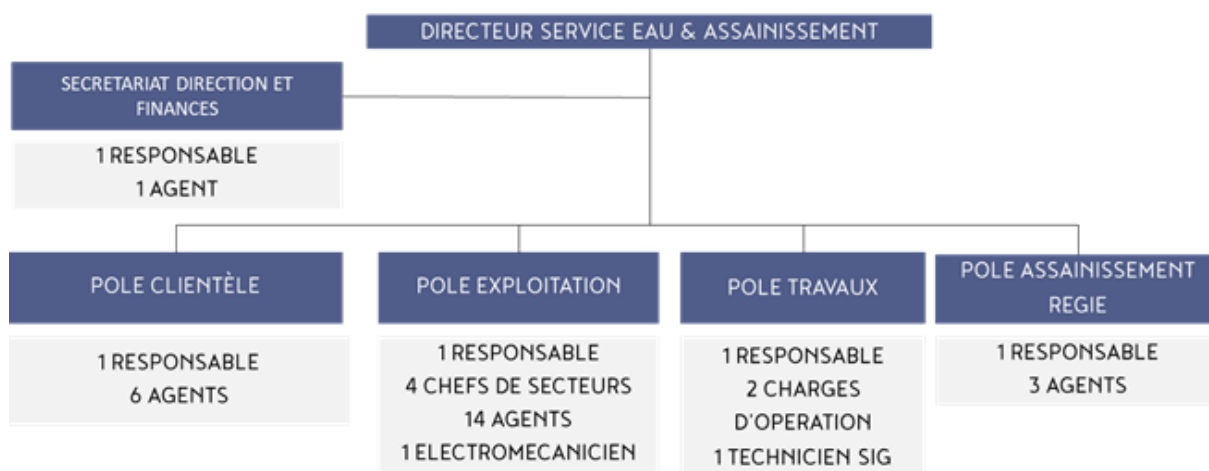 DIRECTEUR SERVICE EAU & ASSAINISSEMENT
SECRETARIAT DIRECTION ET
FINANCES
1 RESPONSABLE
1 AGENT
POLE CLIENTÈLE
1 RESPONSABLE
6 AGENTS
POLE EXPLOITATION
1 RESPONSABLE
4 CHEFS DE SECTEURS
14 AGENTS
1 ELECTROMECANICIEN
POLE TRAVAUX
1 RESPONSABLE
2 CHARGES
D'OPERATION
1 TECHNICIEN SIG
POLE ASSAINISSEMENT
REGIE
1 RESPONSABLE
3 AGENTS